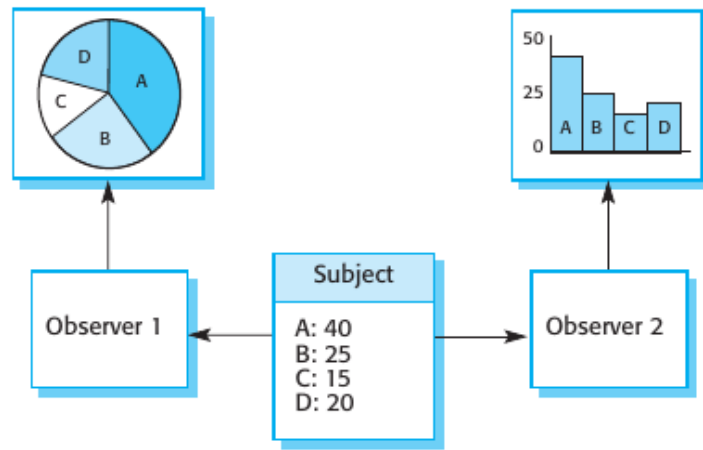 D
A
C
B
50
25
0
A B C D
Observer 1
Subject
A: 40
B: 25
C: 15
D: 20
Observer 2